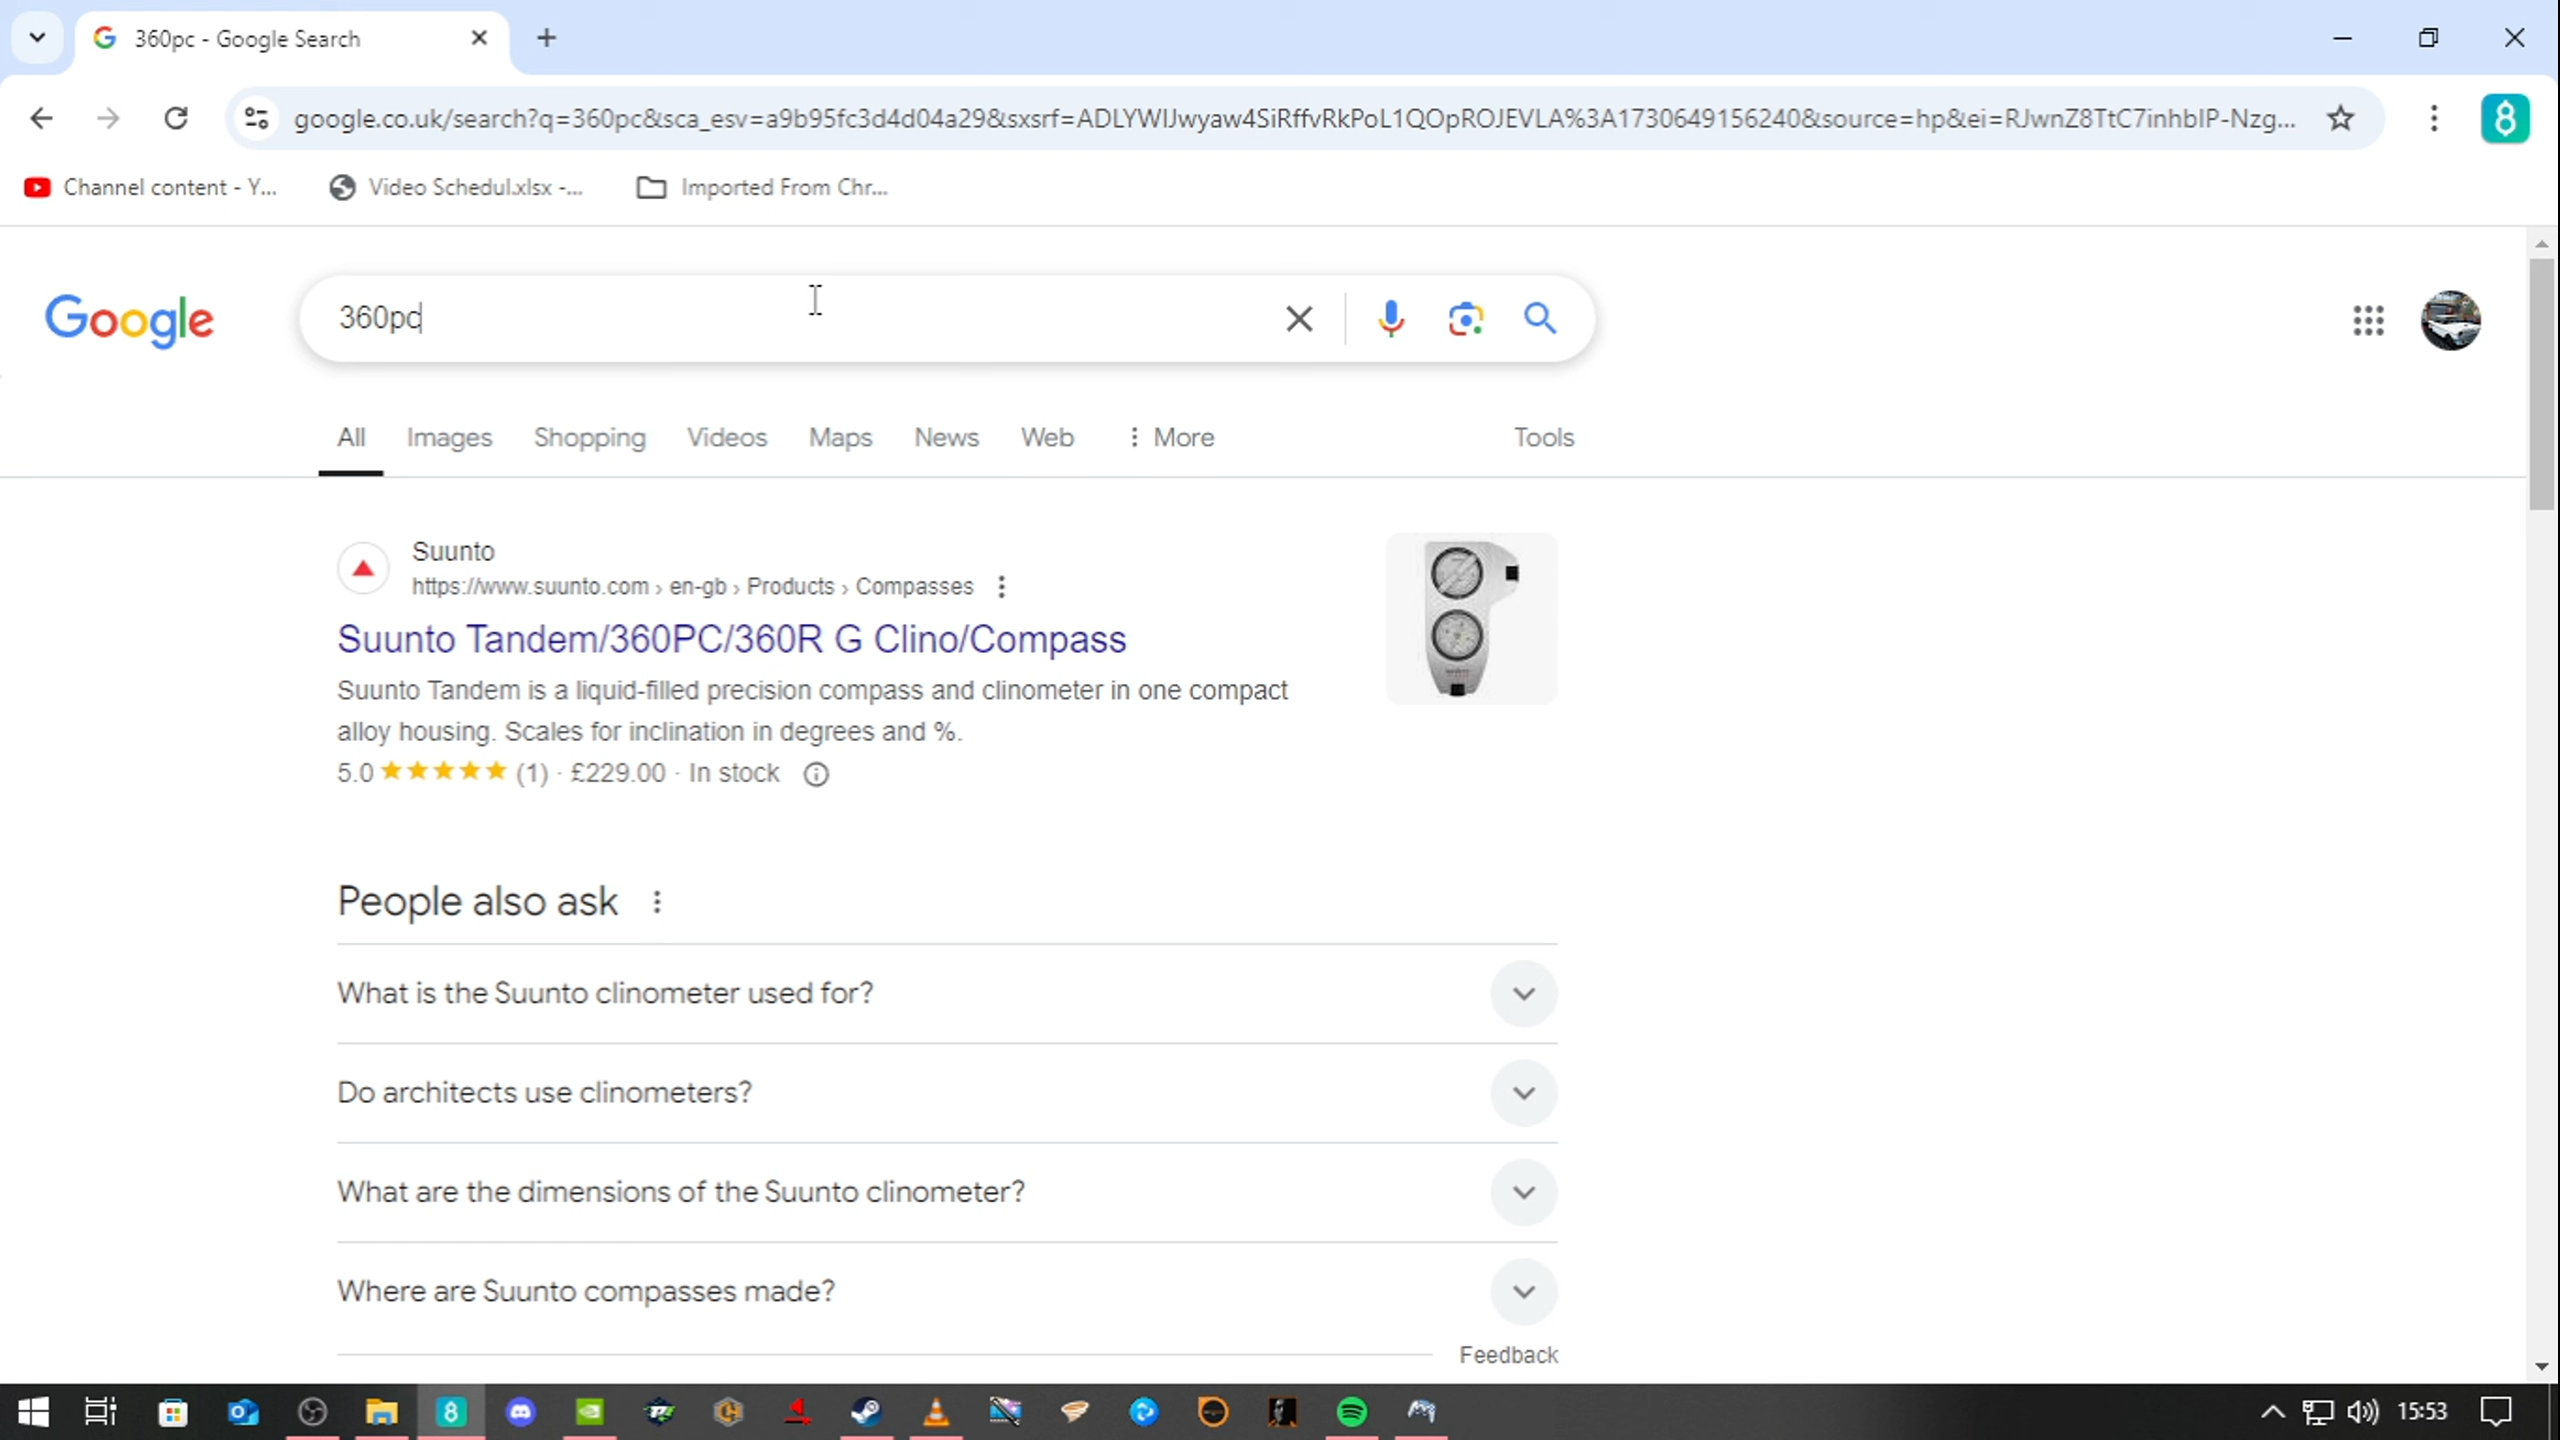 360pc - Google Search
google.co.uk/search?q=360pc&sca_esv=a9b95fc3d4d04a29&sxsrf=ADLYWIJwyaw4SiRffvRkPoL1QOpROJEVLA%3A1730649156240&source=hp&ei=RJwnZ8TtC7inhbIP-Nzg...
Channel content - Y... Video Schedul.xlsx -... Imported From Chr...
Google 360pc
All Images Shopping Videos Maps News Web More Tools
Suunto
https://www.suunto.com › en-gb › Products › Compasses
Suunto Tandem/360PC/360R G Clino/Compass
Suunto Tandem is a liquid-filled precision compass and clinometer in one compact
alloy housing. Scales for inclination in degrees and %.
5.0 ★★★★★ (1) · £229.00 · In stock
People also ask
What is the Suunto clinometer used for?
Do architects use clinometers?
What are the dimensions of the Suunto clinometer?
Where are Suunto compasses made?
Feedback
15:53